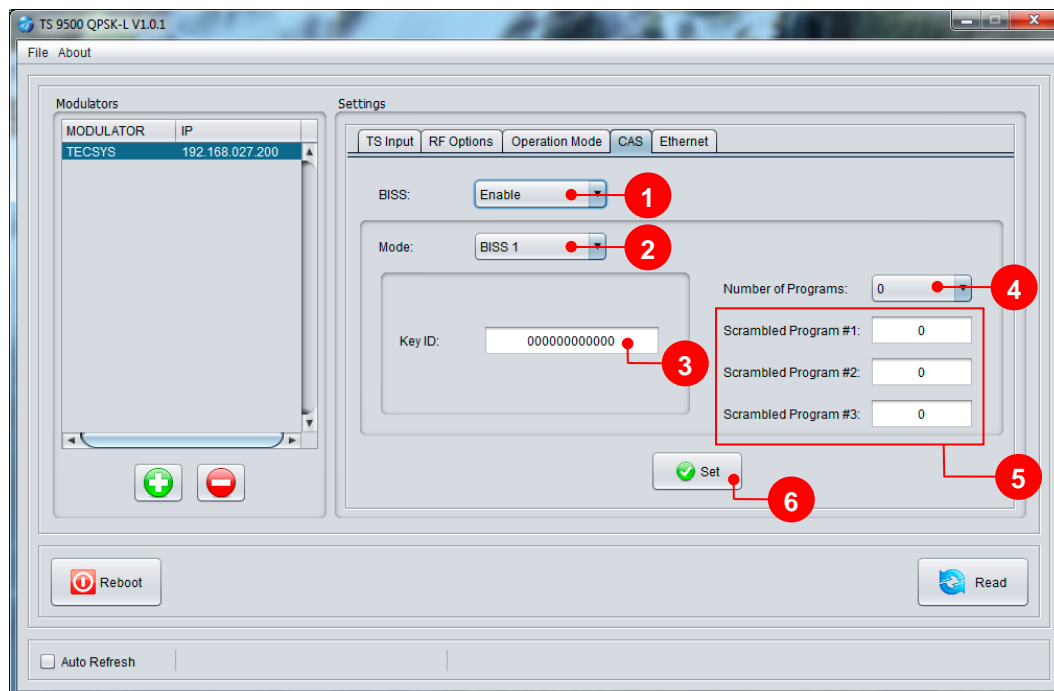 TS 9500 QPSK-L V1.0.1
File About
Modulators
MODULATOR IP
TECSYS 192.168.027.200
Settings
TS Input RF Options Operation Mode CAS Ethernet
BISS: Enable 1
Mode: BISS 1 2
Key ID: 000000000000 3
Number of Programs: 0 4
Scrambled Program #1: 0
Scrambled Program #2: 0
Scrambled Program #3: 0
5
Set 6
Reboot
Read
Auto Refresh